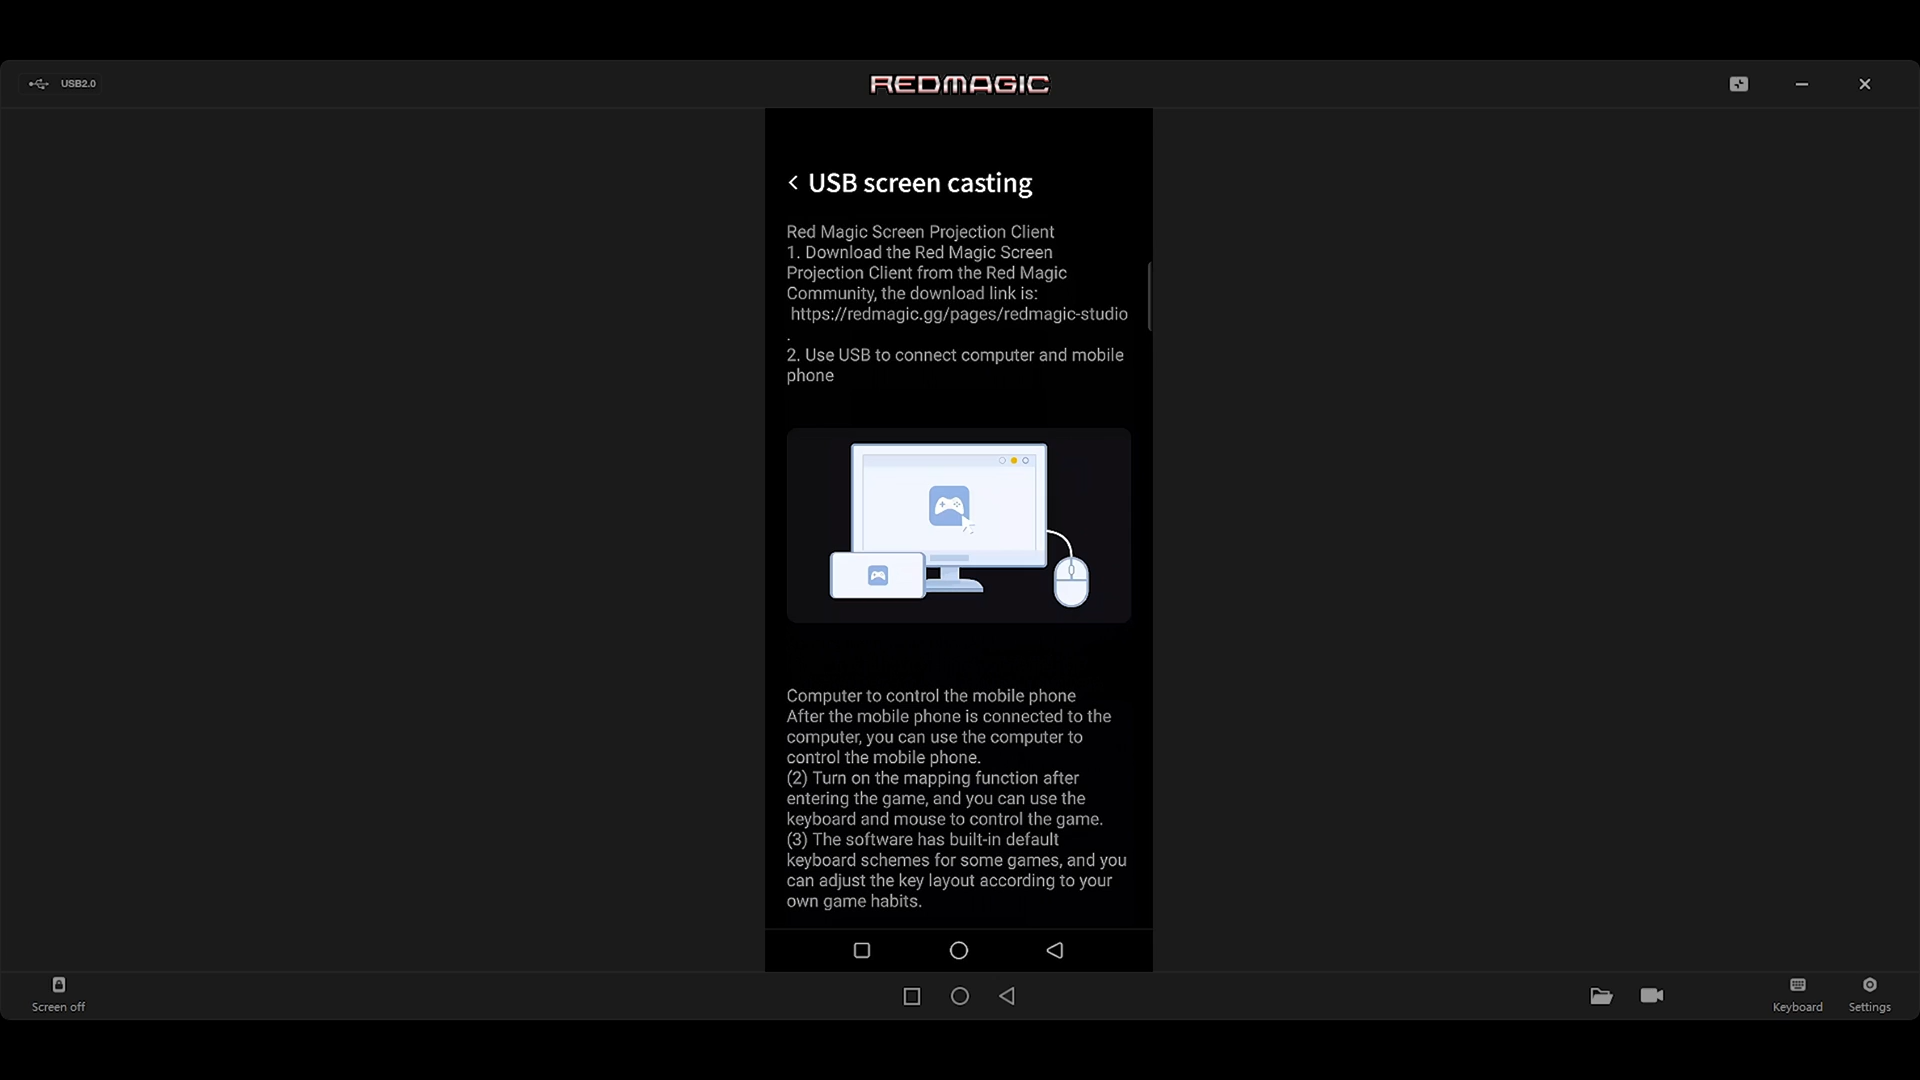 USB2.0
REDMAGIC
USB screen casting
Red Magic Screen Projection Client
1. Download the Red Magic Screen
Projection Client from the Red Magic
Community, the download link is:
https://redmagic.gg/pages/redmagic-studio
.
2. Use USB to connect computer and mobile
phone
Computer to control the mobile phone
After the mobile phone is connected to the
computer, you can use the computer to
control the mobile phone.
(2) Turn on the mapping function after
entering the game, and you can use the
keyboard and mouse to control the game.
(3) The software has built-in default
keyboard schemes for some games, and you
can adjust the key layout according to your
own game habits.
Screen off
Keyboard
Settings